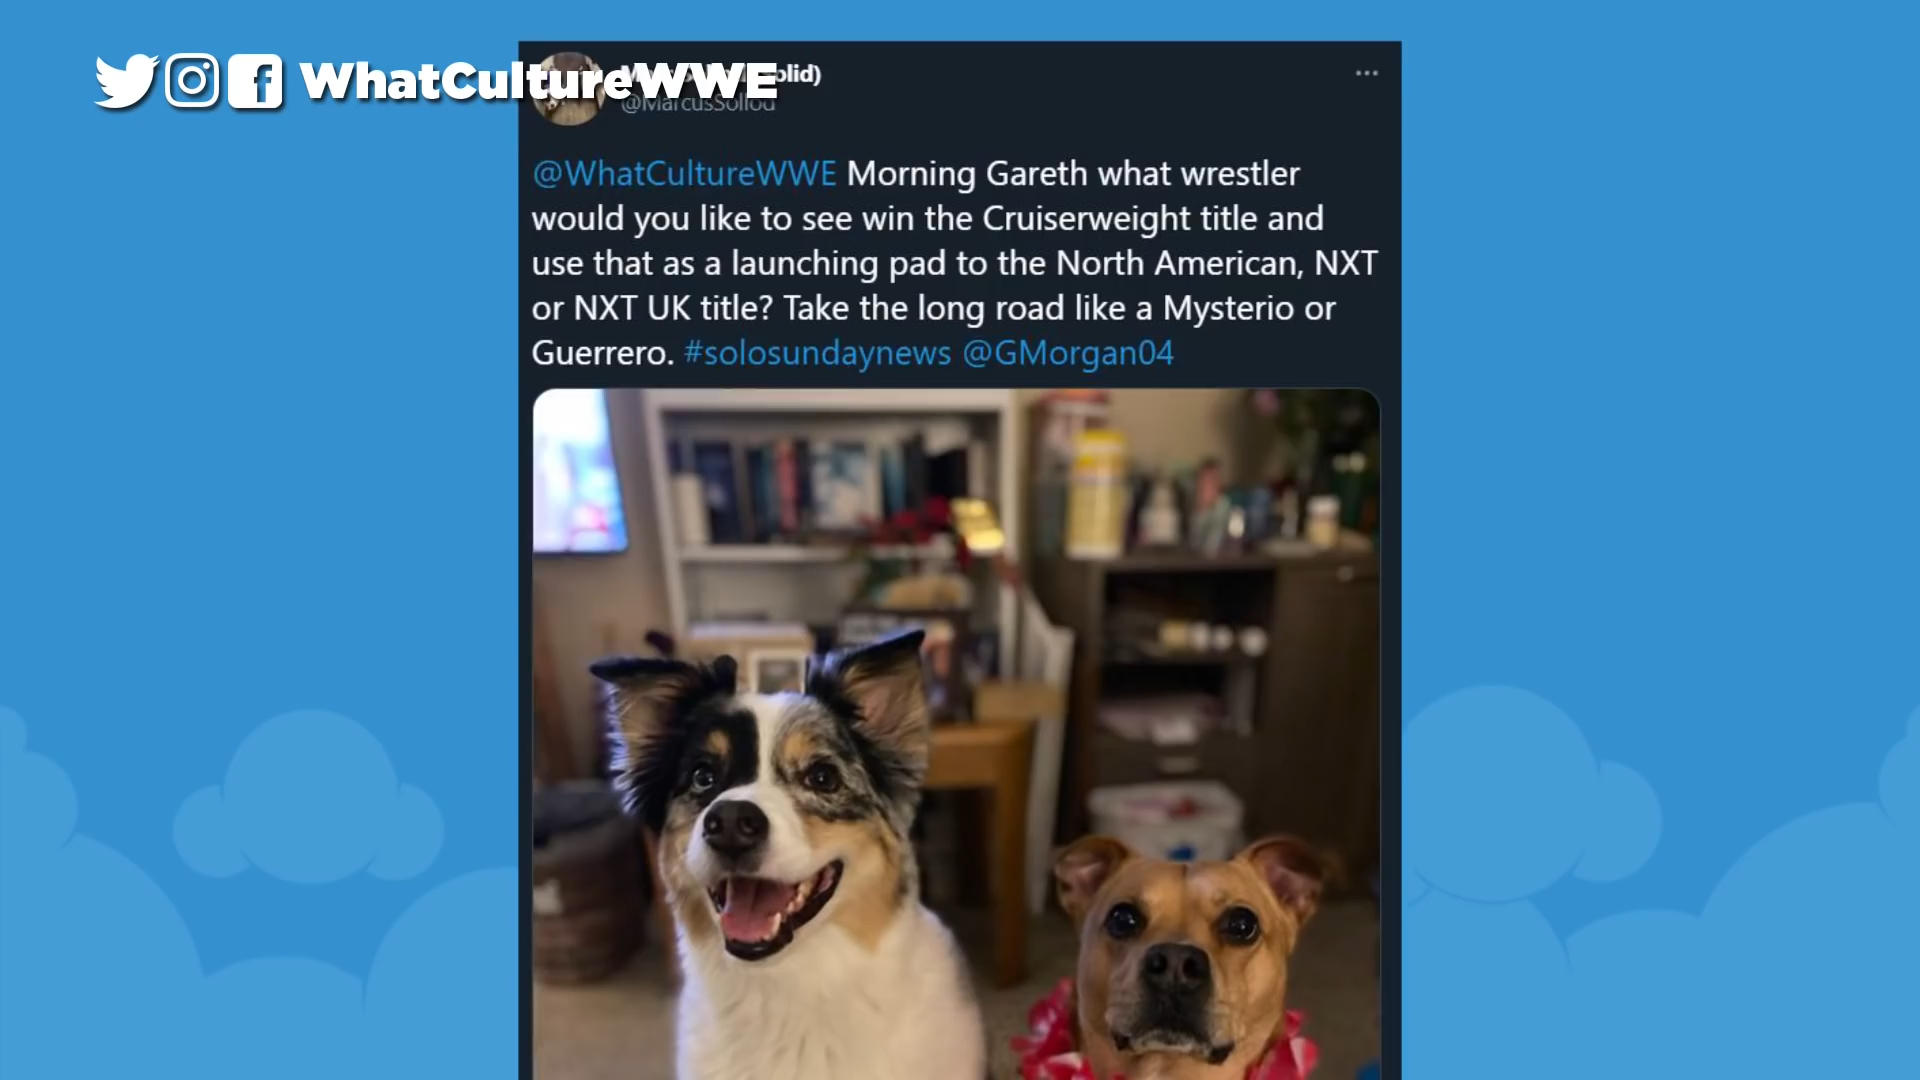 WhatCultureWWE
olid)
@MarcusSollod
@WhatCultureWWE Morning Gareth what wrestler
would you like to see win the Cruiserweight title and
use that as a launching pad to the North American, NXT
or NXT UK title? Take the long road like a Mysterio or
Guerrero. #solosundaynews @GMorgan04